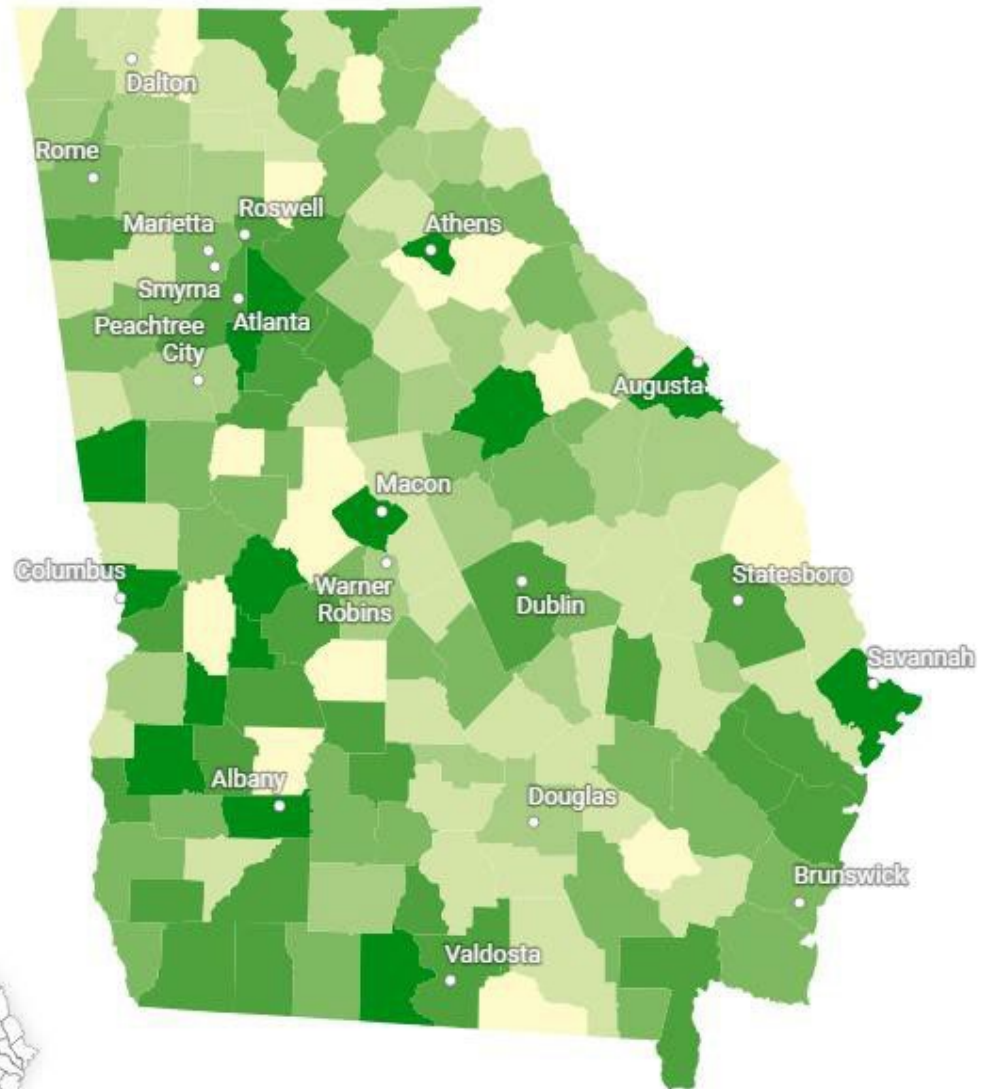 Dalton
Rome
Roswell
Marietta
Athens
Smyrna
Atlanta
Peachtree
City
Augusta
Macon
Columbus
Warner
Robins
Dublin
Statesboro
Savannah
Albany
Douglas
Brunswick
Valdosta